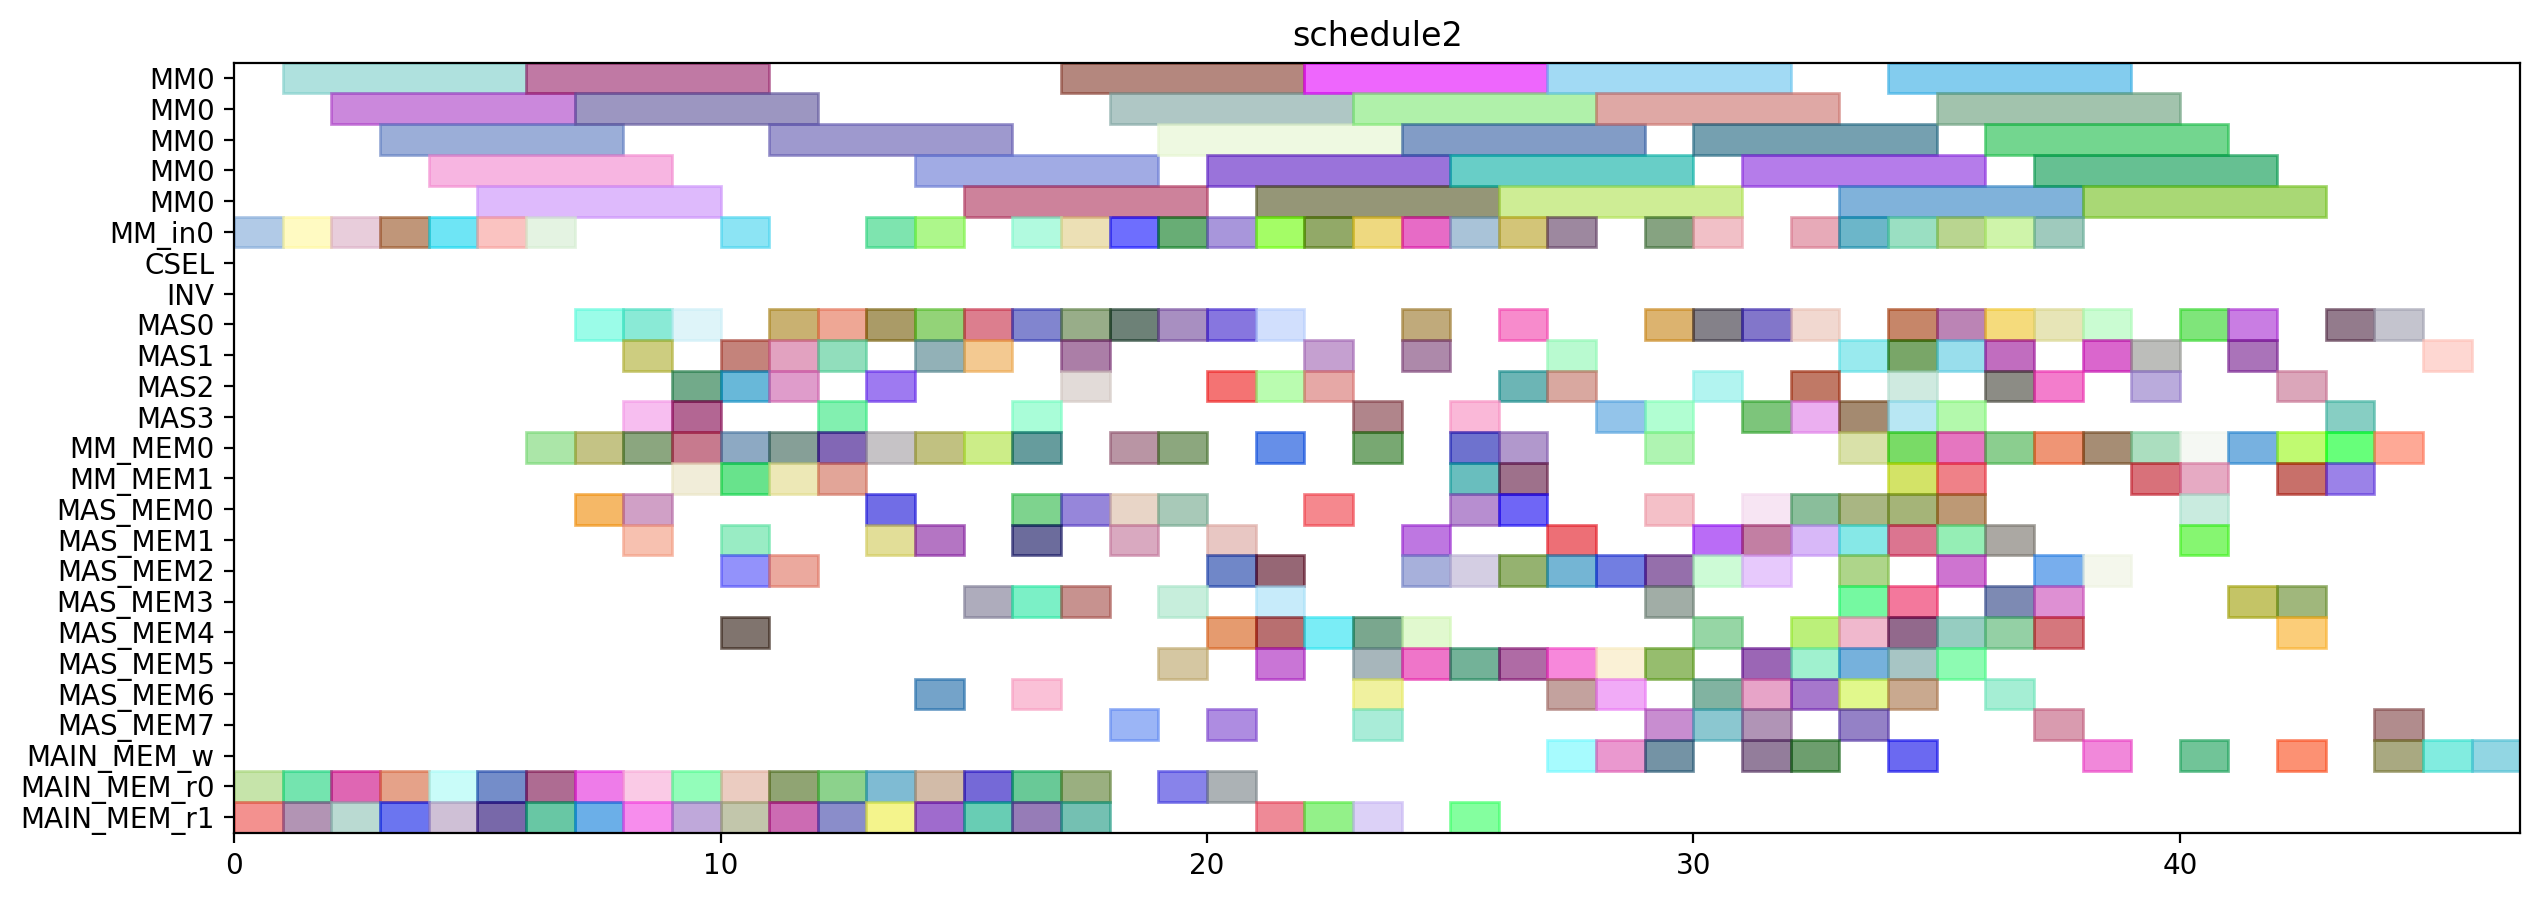 schedule2
MM0
MM0
MM0
MM0
MM0
MM_in0
CSEL
INV
MAS0
MAS1
MAS2
MAS3
MM_MEM0
MM_MEM1
MAS_MEM0
MAS_MEM1
MAS_MEM2
MAS_MEM3
MAS_MEM4
MAS_MEM5
MAS_MEM6
MAS_MEM7
MAIN_MEM_w
MAIN_MEM_r0
MAIN_MEM_r1
0 10 20 30 40